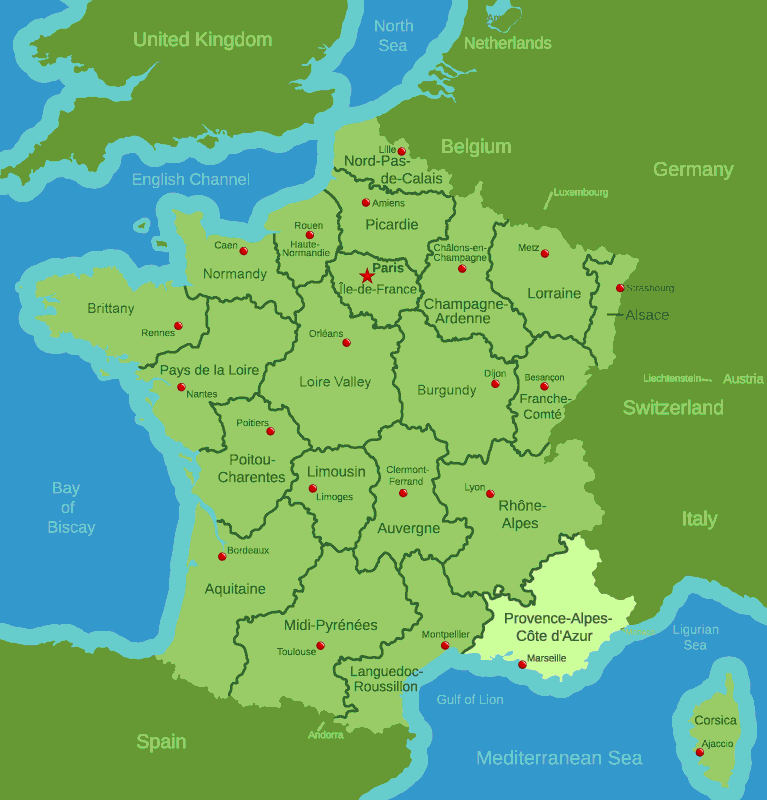 United Kingdom
North
Sea
Netherlands
Belgium
Germany
English Channel
Lille
Nord-Pas-
de-Calais
Luxembourg
Amiens
Picardie
Rouen
Haute-
Normandie
Caen
Normandy
Châlons-en-
Champagne
Metz
Paris
Île-de-France
Champagne-
Ardenne
Lorraine
Strasbourg
Alsace
Brittany
Rennes
Orléans
Pays de la Loire
Nantes
Loire Valley
Burgundy
Dijon
Besançon
Franche-
Comté
Liechtenstein
Austria
Switzerland
Poitiers
Poitou-
Charentes
Limousin
Limoges
Clermont-
Ferrand
Auvergne
Lyon
Rhône-
Alpes
Italy
Bay
of
Biscay
Bordeaux
Aquitaine
Midi-Pyrénées
Toulouse
Montpellier
Provence-Alpes-
Côte d'Azur
Marseille
Ligurian
Sea
Languedoc-
Roussillon
Gulf of Lion
Corsica
Ajaccio
Spain
Andorra
Mediterranean Sea